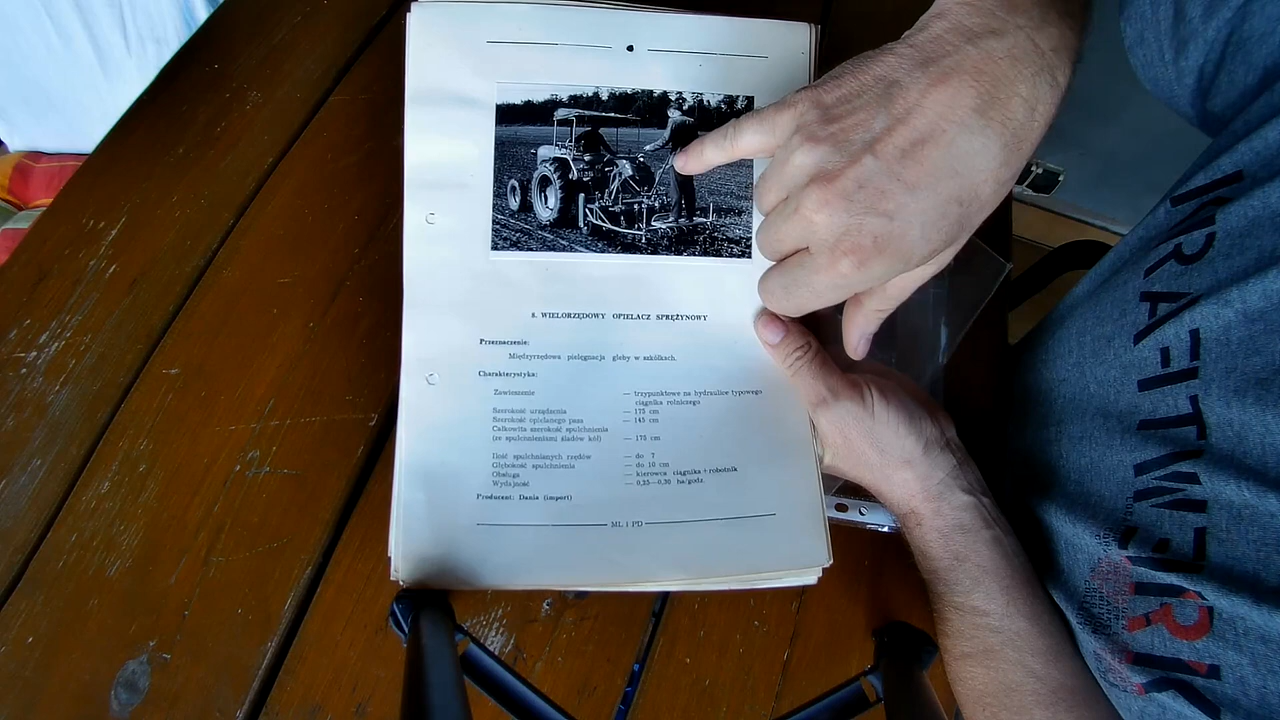 8. WIELORZĘDOWY OPIELACZ SPRĘŻYNOWY
Przeznaczenie:
Międzyrzędowa pielęgnacja gleby w szkółkach.
Charakterystyka:
Zawieszenie — trzypunktowe na hydraulice typowego
ciągnika rolniczego
Szerokość urządzenia — 175 cm
Szerokość opielanego pasa — 145 cm
Całkowita szerokość spulchnienia
(ze spulchnieniami śladów kół) — 175 cm
Ilość spulchnianych rzędów — do 7
Głębokość spulchnienia — do 10 cm
Obsługa — kierowca ciągnika + robotnik
Wydajność — 0,25—0,30 ha/godz.
Producent: Dania (import)
ML i PD
KRAFTWERK